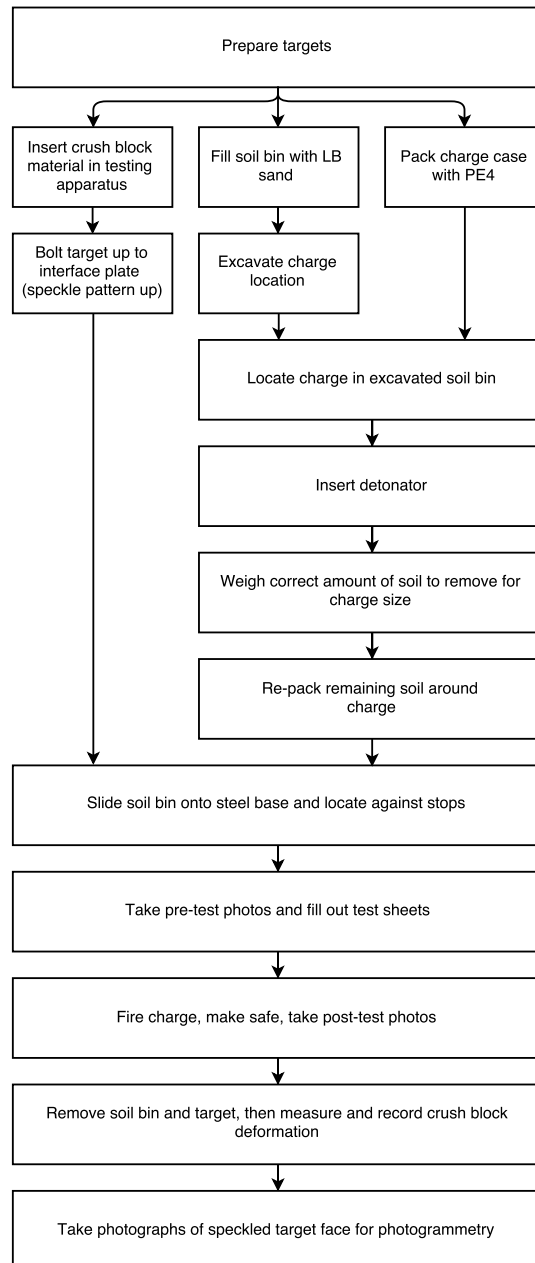 Prepare targets
Insert crush block
material in testing
apparatus
Fill soil bin with LB
sand
Pack charge case
with PE4
Bolt target up to
interface plate
(speckle pattern up)
Excavate charge
location
Locate charge in excavated soil bin
Insert detonator
Weigh correct amount of soil to remove for
charge size
Re-pack remaining soil around
charge
Slide soil bin onto steel base and locate against stops
Take pre-test photos and fill out test sheets
Fire charge, make safe, take post-test photos
Remove soil bin and target, then measure and record crush block
deformation
Take photographs of speckled target face for photogrammetry